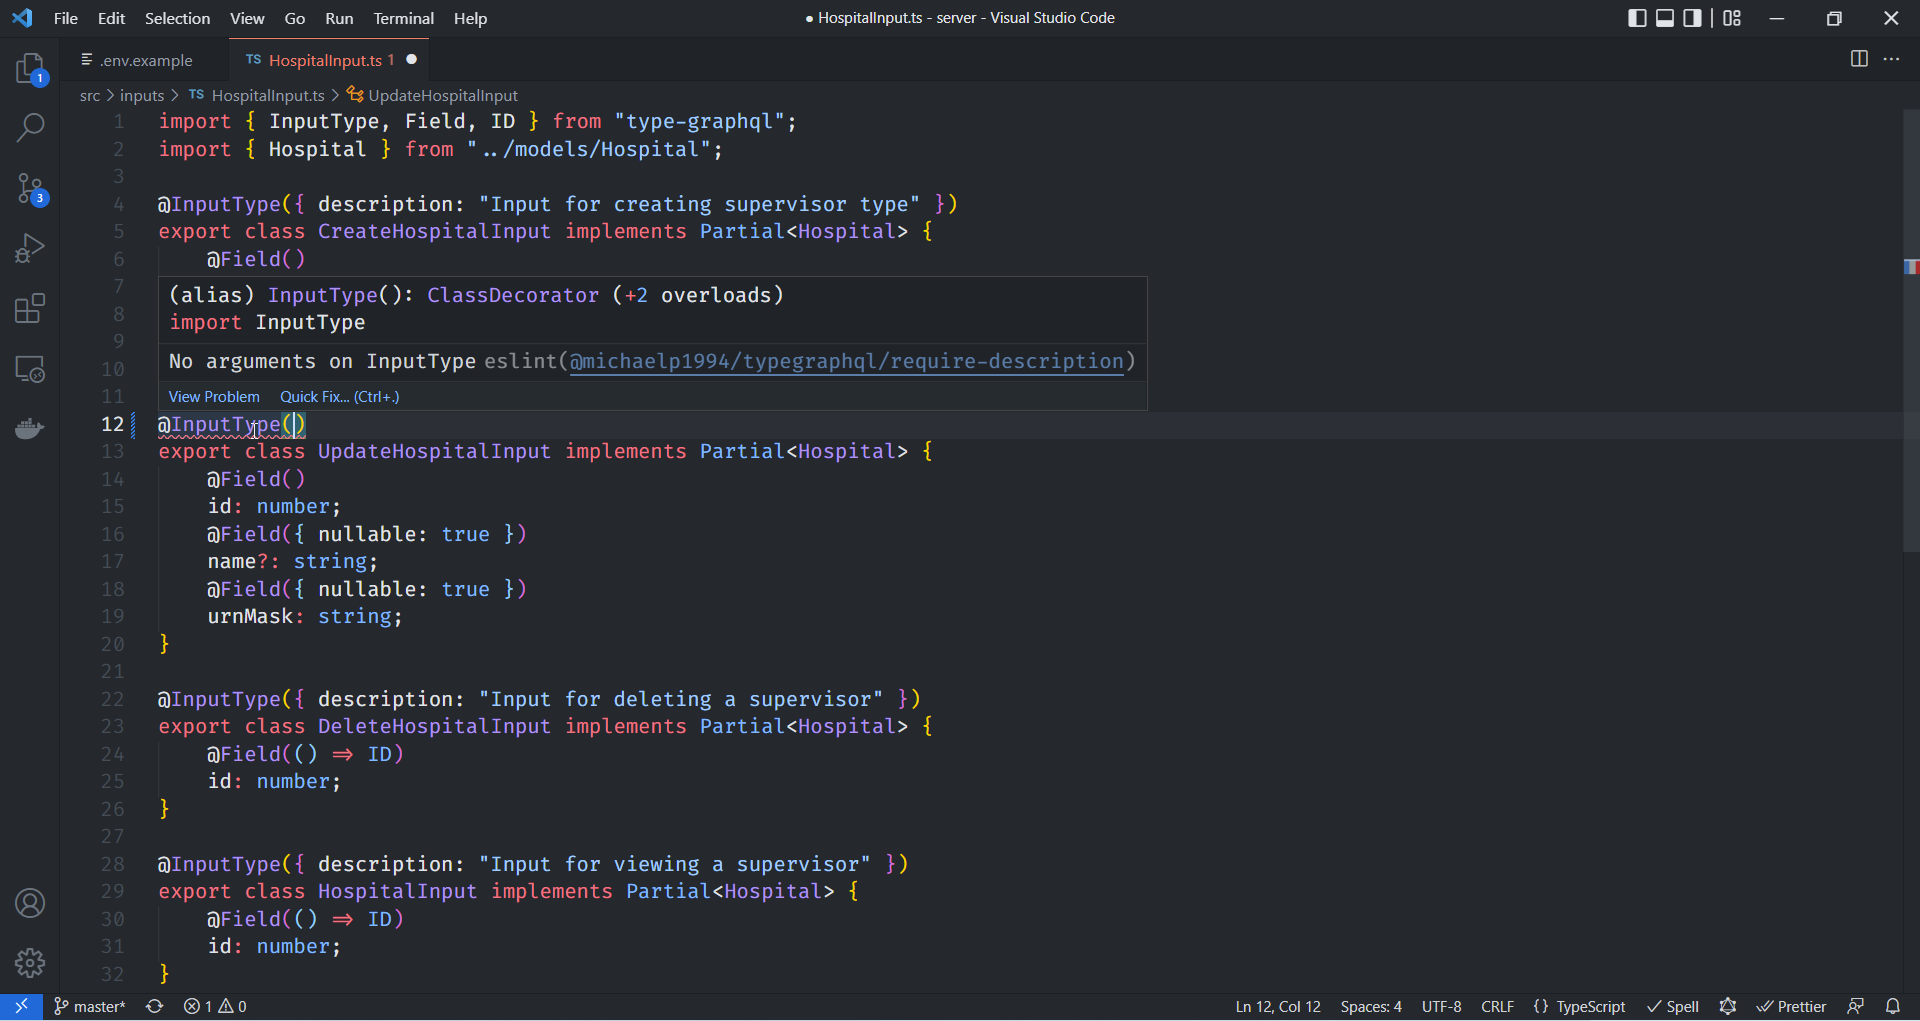 File Edit Selection View Go Run Terminal Help
● HospitalInput.ts - server - Visual Studio Code
.env.example
TS HospitalInput.ts 1 ●
src > inputs > TS HospitalInput.ts > UpdateHospitalInput
1
3
3
1 import { InputType, Field, ID } from "type-graphql";
2 import { Hospital } from "../models/Hospital";
3
4 @InputType({ description: "Input for creating supervisor type" })
5 export class CreateHospitalInput implements Partial<Hospital> {
6 @Field()
7
8
9
10
11
(alias) InputType(): ClassDecorator (+2 overloads)
import InputType
No arguments on InputType eslint(@michaelp1994/typegraphql/require-description)
View Problem Quick Fix... (Ctrl+.)
12 @InputType()
13 export class UpdateHospitalInput implements Partial<Hospital> {
14 @Field()
15 id: number;
16 @Field({ nullable: true })
17 name?: string;
18 @Field({ nullable: true })
19 urnMask: string;
20 }
21
22 @InputType({ description: "Input for deleting a supervisor" })
23 export class DeleteHospitalInput implements Partial<Hospital> {
24 @Field(() => ID)
25 id: number;
26 }
27
28 @InputType({ description: "Input for viewing a supervisor" })
29 export class HospitalInput implements Partial<Hospital> {
30 @Field(() => ID)
31 id: number;
32 }
master* 1 0 Ln 12, Col 12 Spaces: 4 UTF-8 CRLF {} TypeScript ✓ Spell Prettier